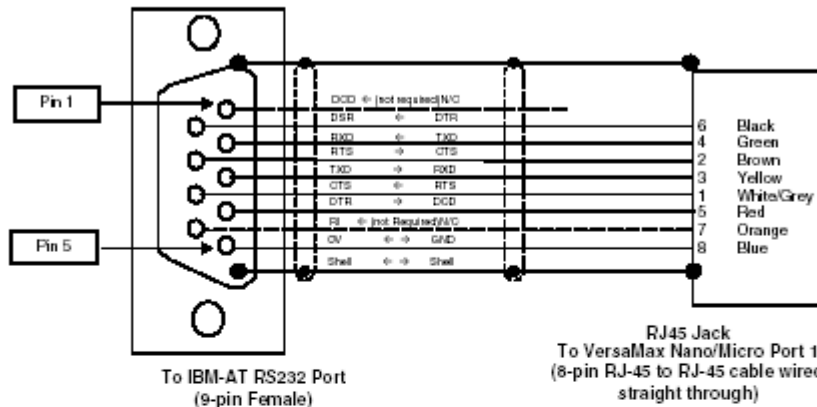 Pin 1
DCD ← (not required)N/C
DSR ← DTR
RXD ← TXD
RTS → CTS
TXD → RXD
CTS ← RTS
DTR → DCD
RI ← (not Required)N/C
0V ← → GND
Shell ← → Shell
Pin 5
6 Black
4 Green
2 Brown
3 Yellow
1 White/Grey
5 Red
7 Orange
8 Blue
To IBM-AT RS232 Port
(9-pin Female)
RJ45 Jack
To VersaMax Nano/Micro Port 1
(8-pin RJ-45 to RJ-45 cable wired
straight through)